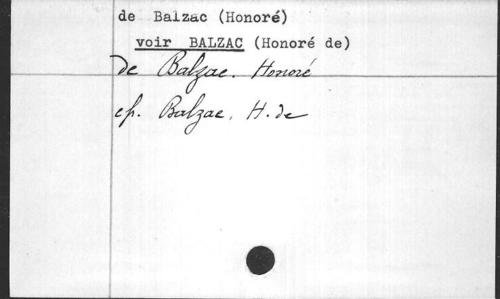 de Balzac (Honoré)
voir BALZAC (Honoré de)
de Balzac. Honoré
cf. Balzac, H. de